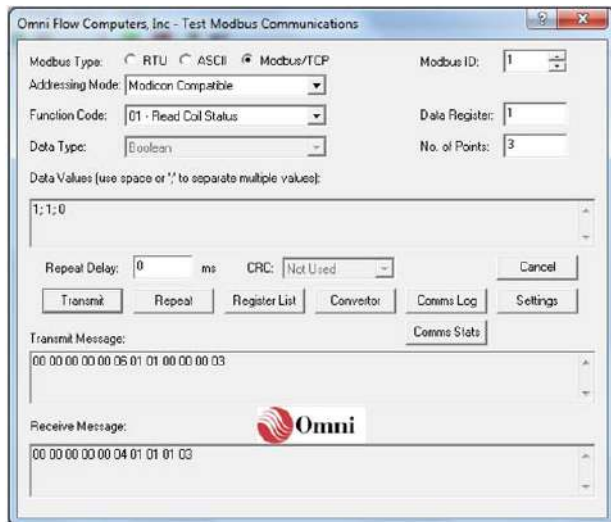 Omni Flow Computers, Inc - Test Modbus Communications
Modbus Type: RTU ASCII Modbus/TCP Modbus ID: 1
Addressing Mode: Modicon Compatible
Function Code: 01 - Read Coil Status Data Register: 1
Data Type: Boolean No. of Points: 3
Data Values (use space or ';' to separate multiple values):
1; 1; 0
Repeat Delay: 0 ms CRC: Not Used Cancel
Transmit Repeat Register List Convertor Comms Log Settings
Comms Stats
Transmit Message:
00 00 00 00 00 06 01 01 00 00 00 03
Omni
Receive Message:
00 00 00 00 00 04 01 01 01 03